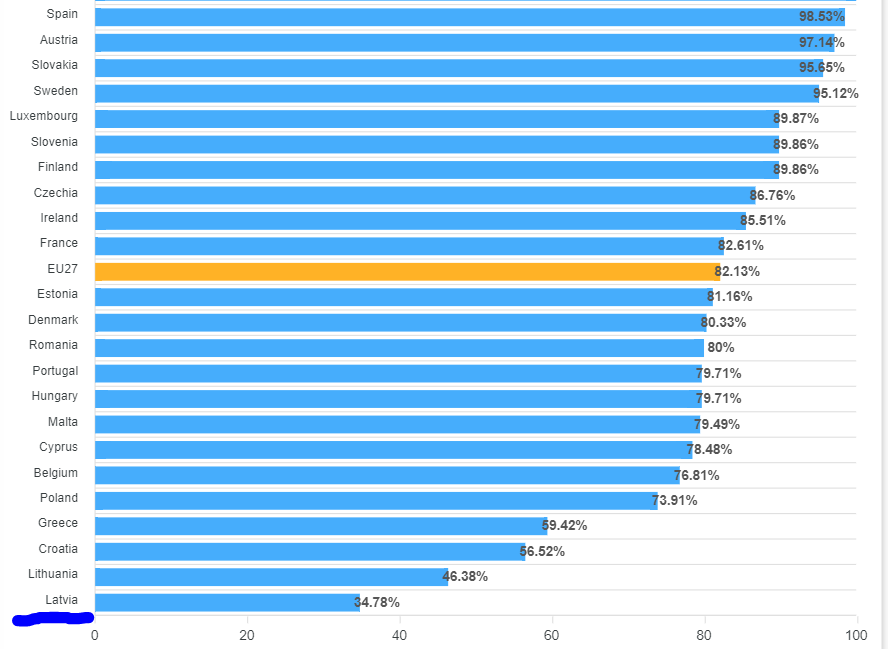 Spain 98.53%
Austria 97.14%
Slovakia 95.65%
Sweden 95.12%
Luxembourg 89.87%
Slovenia 89.86%
Finland 89.86%
Czechia 86.76%
Ireland 85.51%
France 82.61%
EU27 82.13%
Estonia 81.16%
Denmark 80.33%
Romania 80%
Portugal 79.71%
Hungary 79.71%
Malta 79.49%
Cyprus 78.48%
Belgium 76.81%
Poland 73.91%
Greece 59.42%
Croatia 56.52%
Lithuania 46.38%
Latvia 34.78%
0 20 40 60 80 100